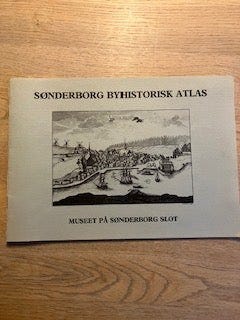 SØNDERBORG BYHISTORISK ATLAS
MUSEET PÅ SØNDERBORG SLOT